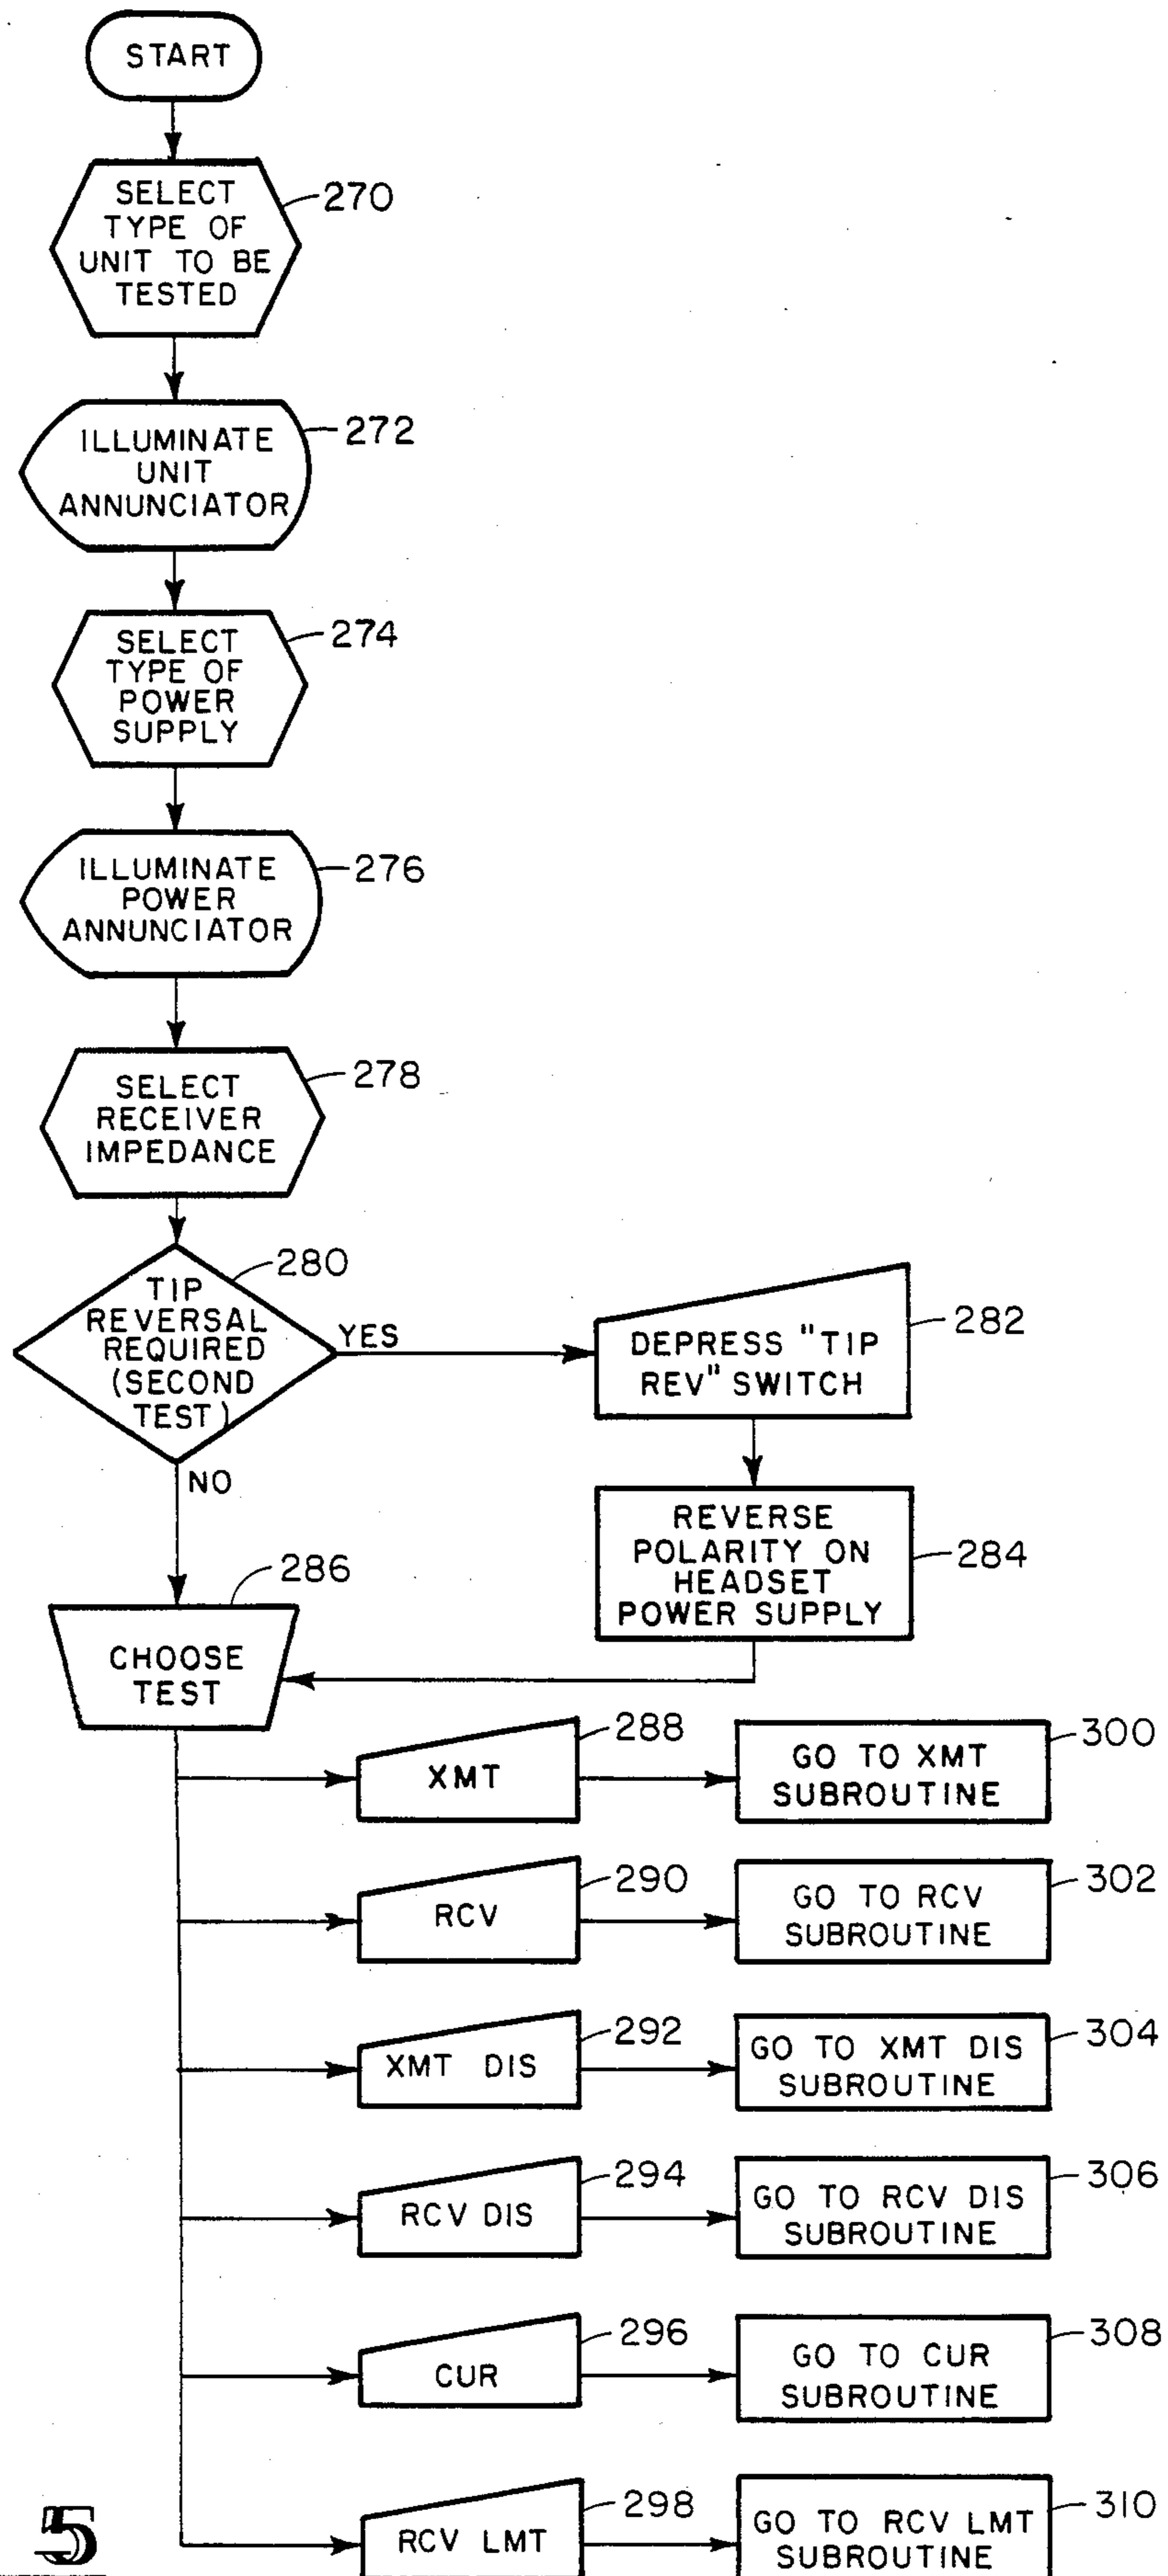 START
SELECT
TYPE OF
UNIT TO BE
TESTED
270
ILLUMINATE
UNIT
ANNUNCIATOR
272
SELECT
TYPE OF
POWER
SUPPLY
274
ILLUMINATE
POWER
ANNUNCIATOR
276
SELECT
RECEIVER
IMPEDANCE
278
TIP
REVERSAL
REQUIRED
(SECOND
TEST)
280
YES
DEPRESS "TIP
REV" SWITCH
282
NO
REVERSE
POLARITY ON
HEADSET
POWER SUPPLY
284
286
CHOOSE
TEST
XMT
288
GO TO XMT
SUBROUTINE
300
RCV
290
GO TO RCV
SUBROUTINE
302
XMT DIS
292
GO TO XMT DIS
SUBROUTINE
304
RCV DIS
294
GO TO RCV DIS
SUBROUTINE
306
CUR
296
GO TO CUR
SUBROUTINE
308
RCV LMT
298
GO TO RCV LMT
SUBROUTINE
310
5